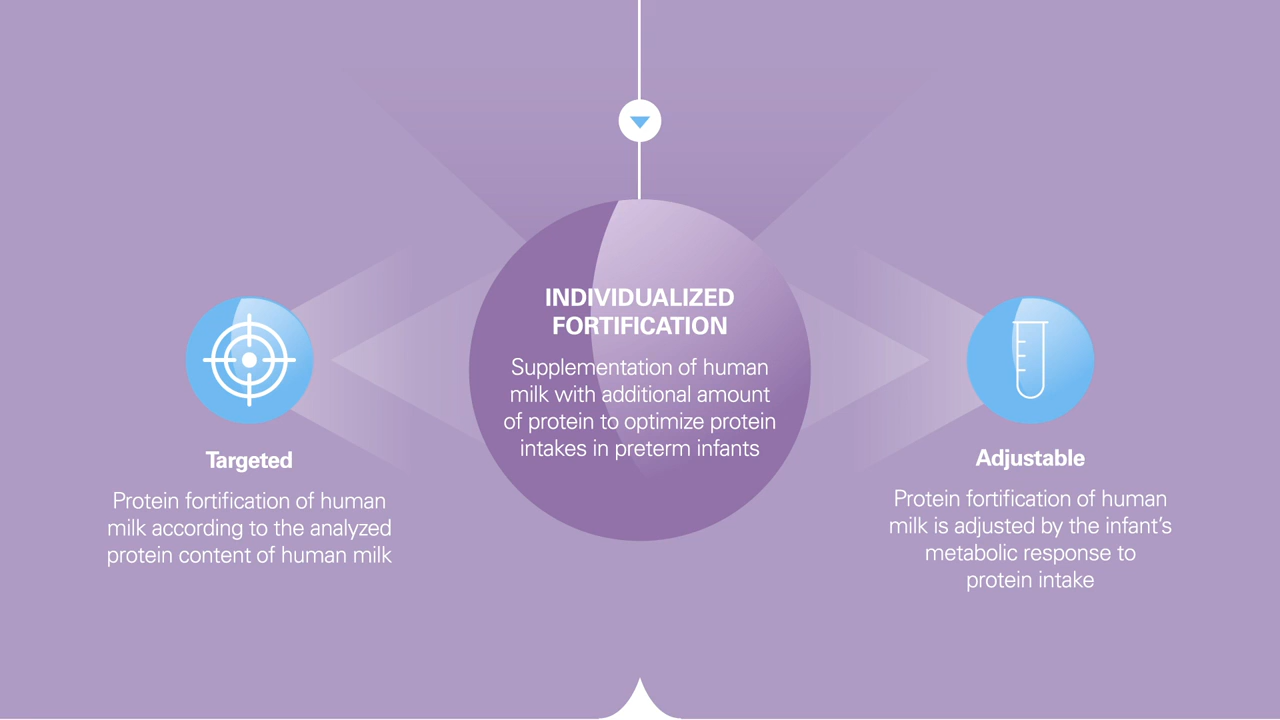 INDIVIDUALIZED
FORTIFICATION
Supplementation of human
milk with additional amount
of protein to optimize protein
intakes in preterm infants
Targeted
Protein fortification of human
milk according to the analyzed
protein content of human milk
Adjustable
Protein fortification of human
milk is adjusted by the infant’s
metabolic response to
protein intake